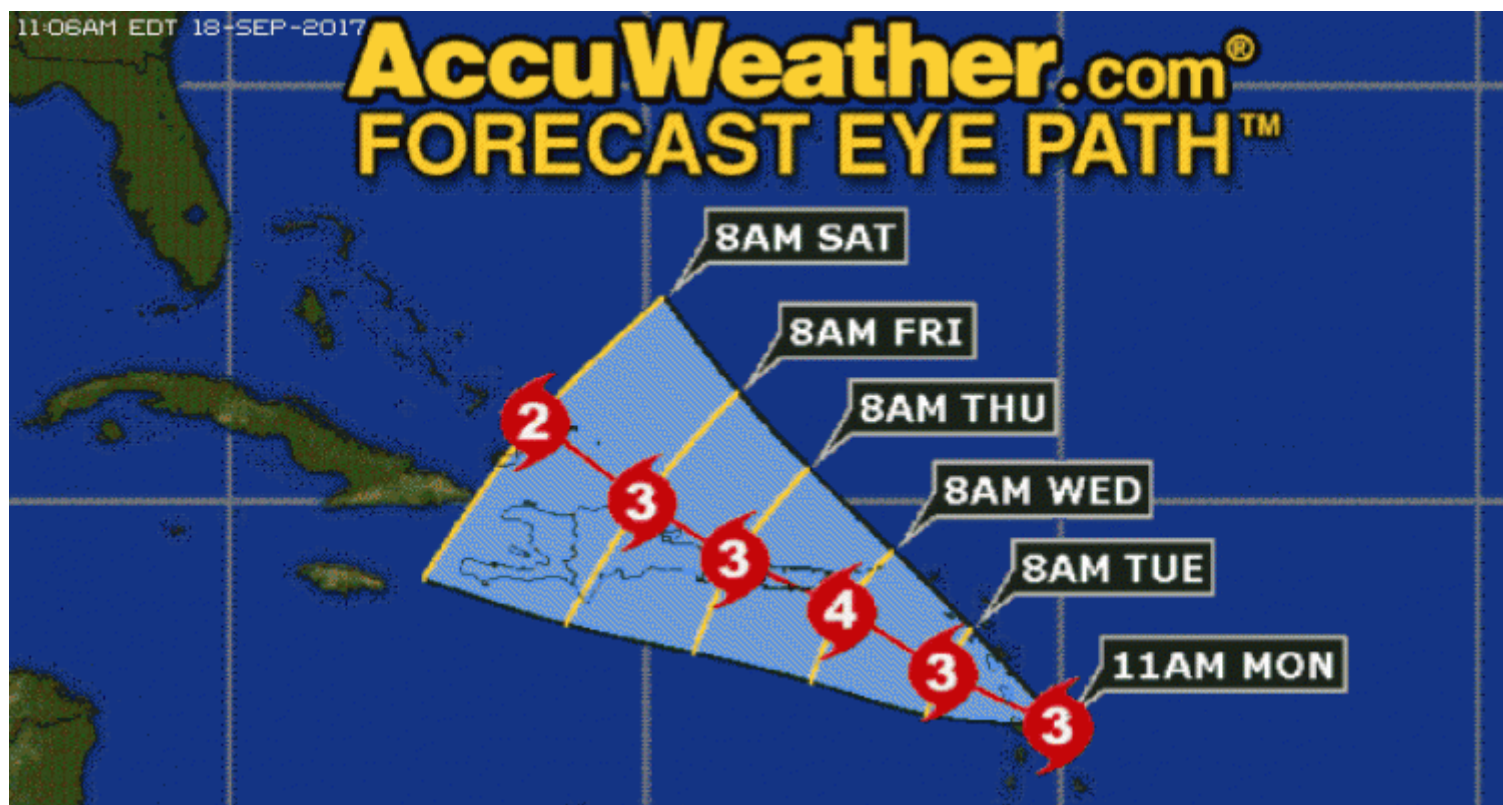 11:06AM EDT 18-SEP-2017
AccuWeather.com®
FORECAST EYE PATH™
8AM SAT
8AM FRI
8AM THU
2
8AM WED
3
8AM TUE
3
4
11AM MON
3
3